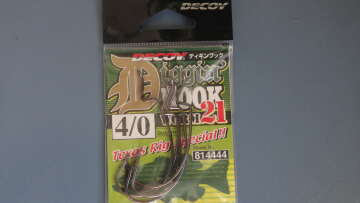 DECOY
DECOY ディギンフック
Diggin'
HOOK
WORM 21
4/0
Texas Rig Special!!
814444